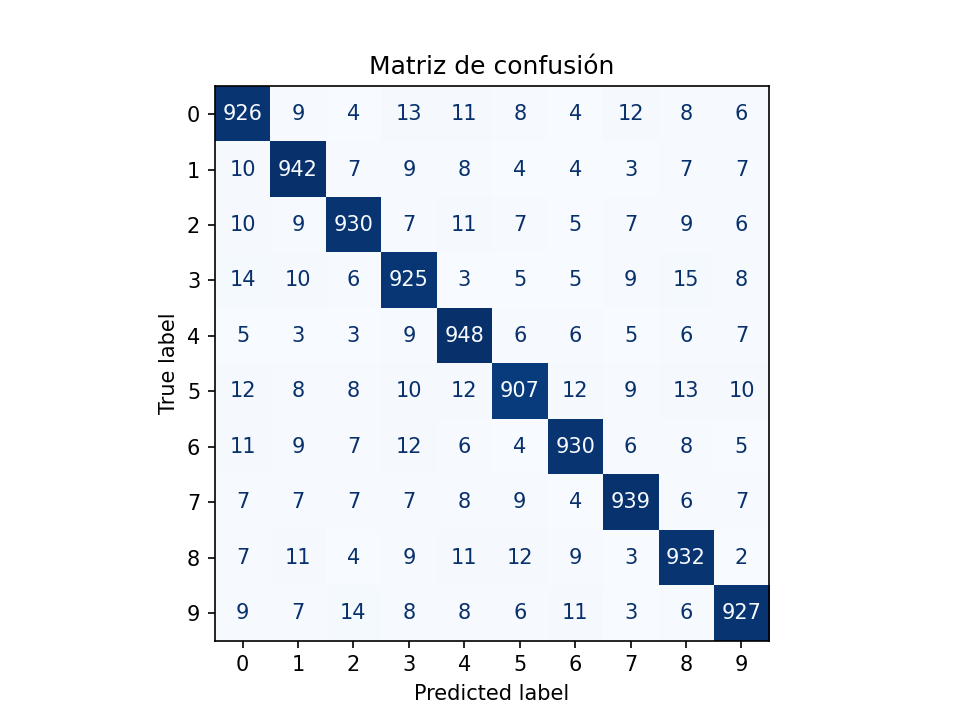 Matriz de confusión
0 926 9 4 13 11 8 4 12 8 6
1 10 942 7 9 8 4 4 3 7 7
2 10 9 930 7 11 7 5 7 9 6
3 14 10 6 925 3 5 5 9 15 8
4 5 3 3 9 948 6 6 5 6 7
5 12 8 8 10 12 907 12 9 13 10
6 11 9 7 12 6 4 930 6 8 5
7 7 7 7 7 8 9 4 939 6 7
8 7 11 4 9 11 12 9 3 932 2
9 9 7 14 8 8 6 11 3 6 927
0 1 2 3 4 5 6 7 8 9
Predicted label
True label